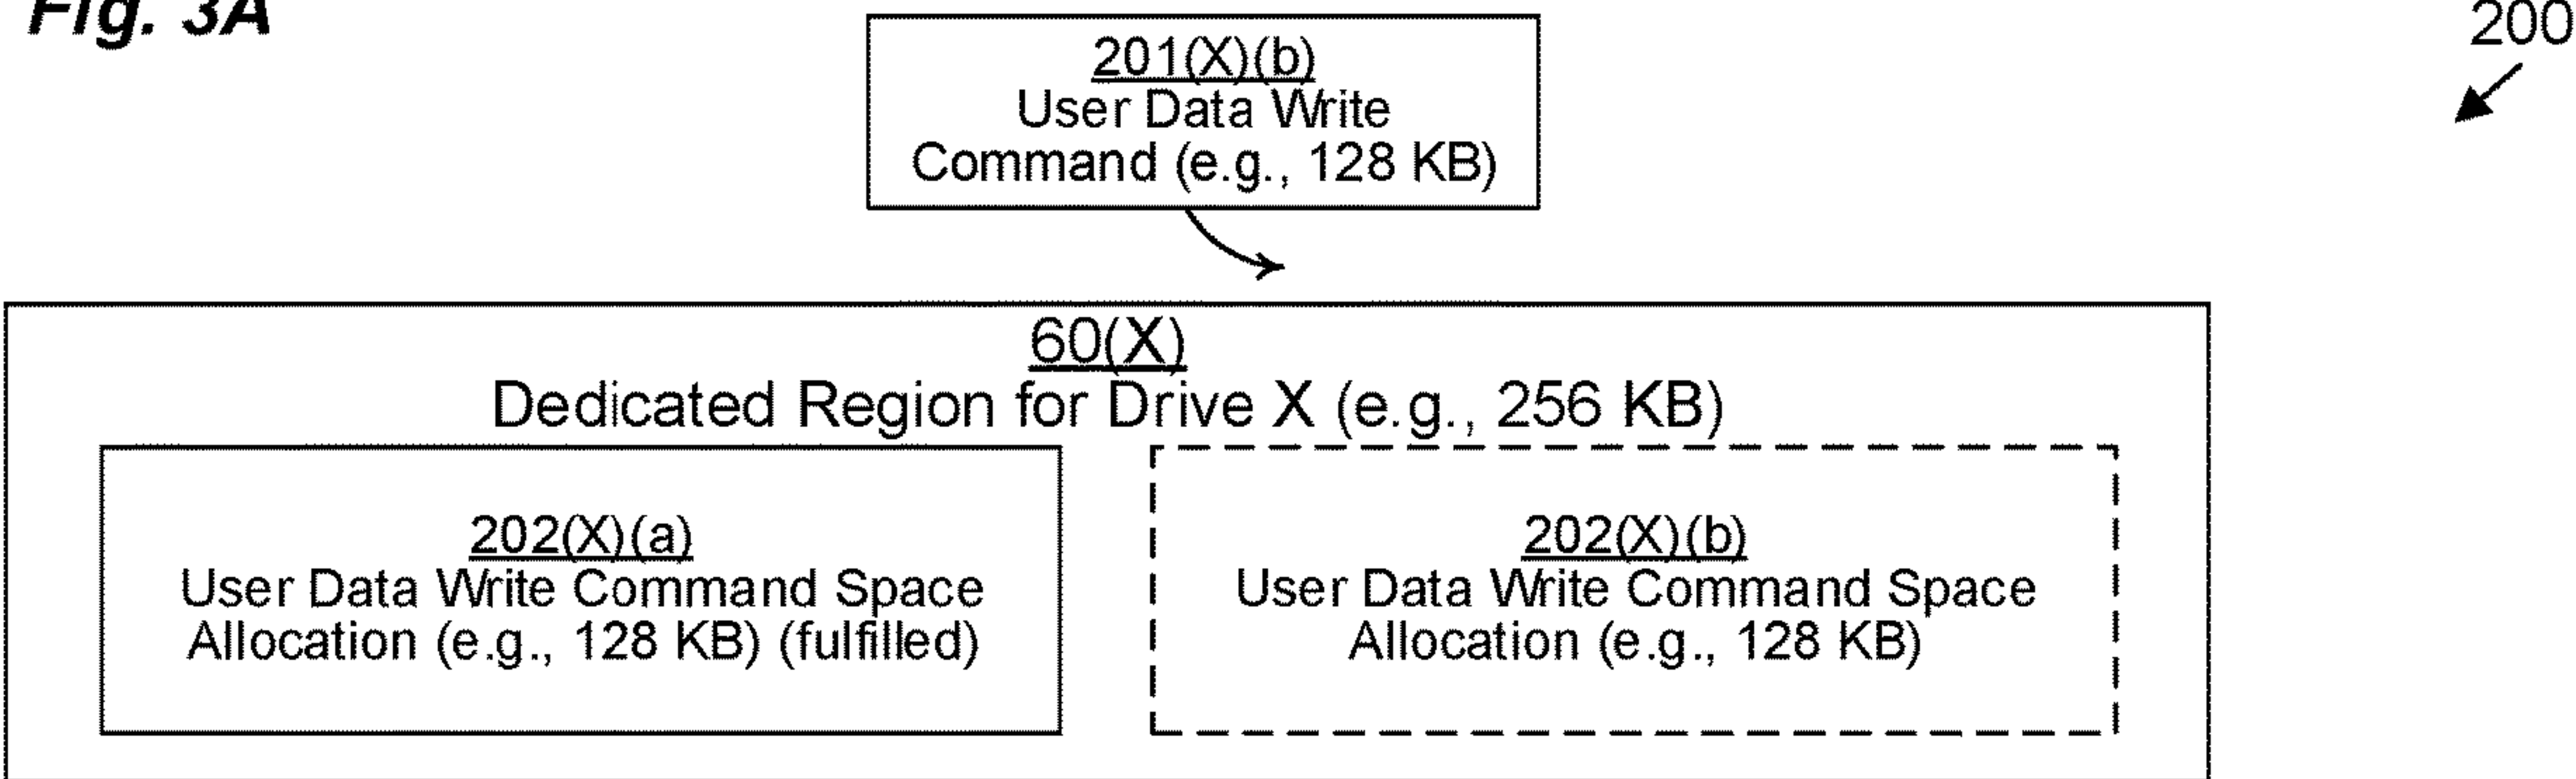 Fig. 3A
200
201(X)(b)
User Data Write
Command (e.g., 128 KB)
60(X)
Dedicated Region for Drive X (e.g., 256 KB)
202(X)(a)
User Data Write Command Space
Allocation (e.g., 128 KB) (fulfilled)
202(X)(b)
User Data Write Command Space
Allocation (e.g., 128 KB)